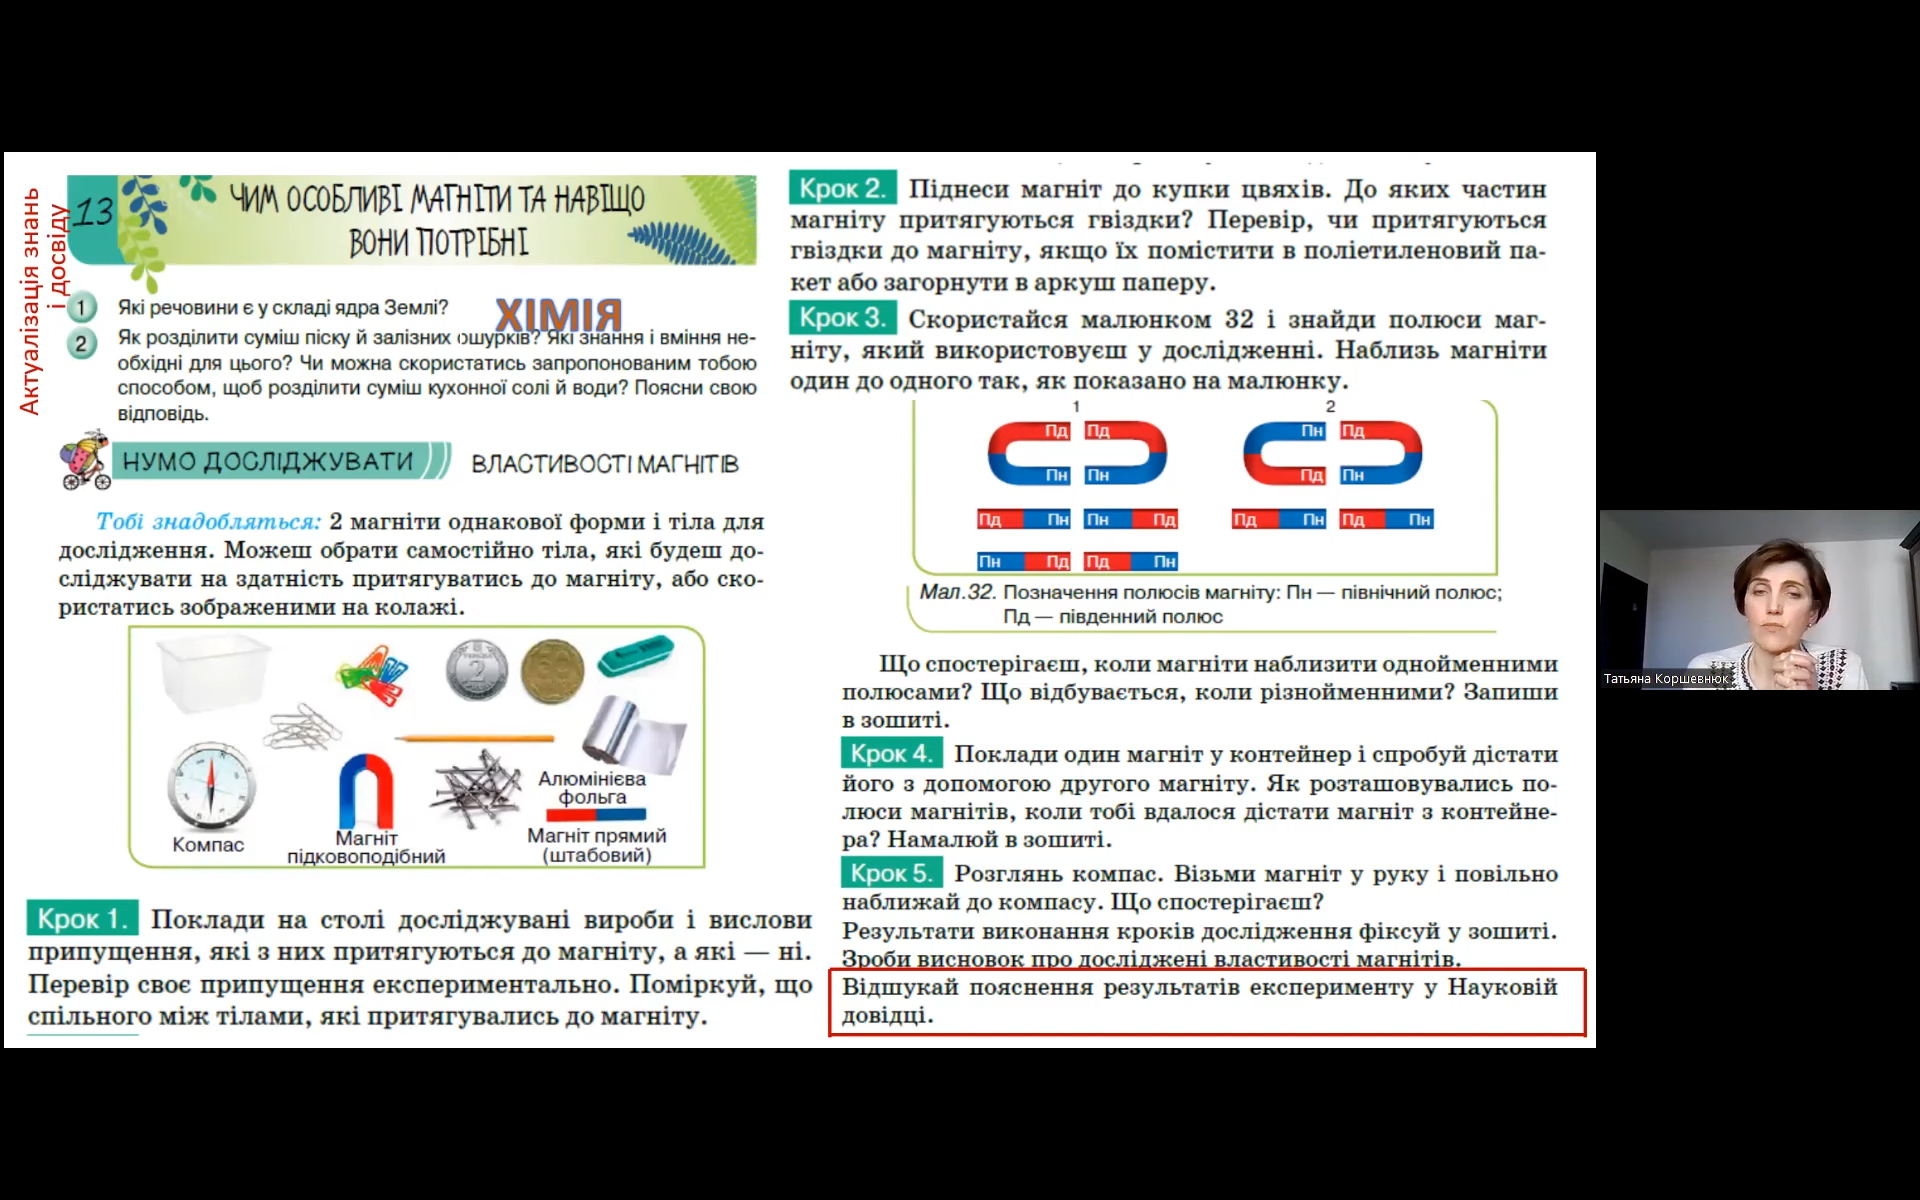 Актуалізація знань
і досвіду
13
ЧИМ ОСОБЛИВІ МАГНІТИ ТА НАВІЩО
ВОНИ ПОТРІБНІ
1 Які речовини є у складі ядра Землі?
ХІМІЯ
2 Як розділити суміш піску й залізних ошурків? Які знання і вміння не-
обхідні для цього? Чи можна скористатись запропонованим тобою
способом, щоб розділити суміш кухонної солі й води? Поясни свою
відповідь.
НУМО ДОСЛІДЖУВАТИ ВЛАСТИВОСТІ МАГНІТІВ
Тобі знадобляться: 2 магніти однакової форми і тіла для
дослідження. Можеш обрати самостійно тіла, які будеш до-
сліджувати на здатність притягуватись до магніту, або ско-
ристатись зображеними на колажі.
2
50
Алюмінієва
фольга
Компас
Магніт
підковоподібний
Магніт прямий
(штабовий)
Крок 1. Поклади на столі досліджувані вироби і вислови
припущення, які з них притягуються до магніту, а які — ні.
Перевір своє припущення експериментально. Поміркуй, що
спільного між тілами, які притягувались до магніту.
Крок 2. Піднеси магніт до купки цвяхів. До яких частин
магніту притягуються гвіздки? Перевір, чи притягуються
гвіздки до магніту, якщо їх помістити в поліетиленовий па-
кет або загорнути в аркуш паперу.
Крок 3. Скористайся малюнком 32 і знайди полюси маг-
ніту, який використовуєш у дослідженні. Наблизь магніти
один до одного так, як показано на малюнку.
1 2
Пд Пд Пн Пд
Пн Пн Пд Пн
Пд Пн Пн Пд Пд Пн Пд Пн
Пн Пд Пд Пн
Мал.32. Позначення полюсів магніту: Пн — північний полюс;
Пд — південний полюс
Що спостерігаєш, коли магніти наблизити однойменними
полюсами? Що відбувається, коли різнойменними? Запиши
в зошиті.
Крок 4. Поклади один магніт у контейнер і спробуй дістати
його з допомогою другого магніту. Як розташовувались по-
люси магнітів, коли тобі вдалося дістати магніт з контейне-
ра? Намалюй в зошиті.
Крок 5. Розглянь компас. Візьми магніт у руку і повільно
наближай до компасу. Що спостерігаєш?
Результати виконання кроків дослідження фіксуй у зошиті.
Зроби висновок про досліджені властивості магнітів.
Відшукай пояснення результатів експерименту у Науковій
довідці.
Татьяна Коршевнюк